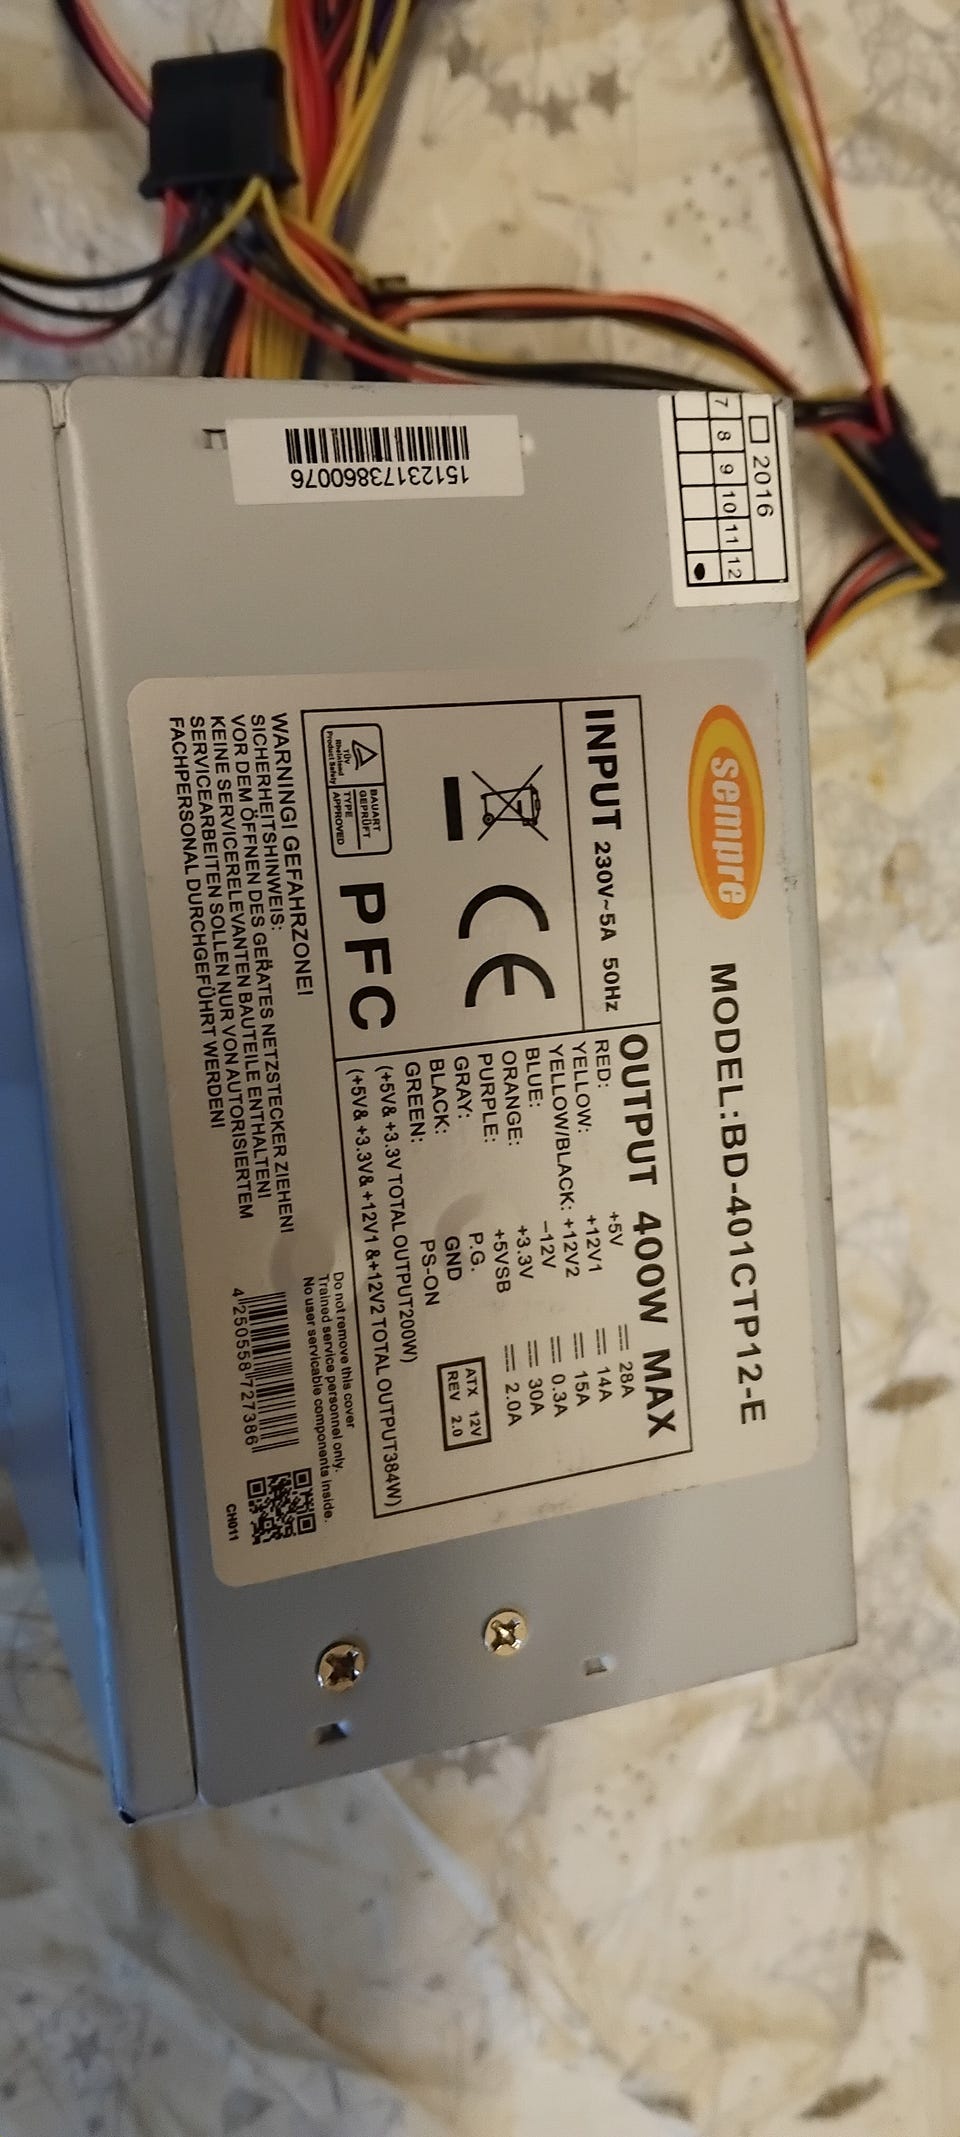 sempre
MODEL:BD-401CTP12-E
INPUT 230V~5A 50Hz
OUTPUT 400W MAX
RED: +5V 28A
YELLOW: +12V1 14A
YELLOW/BLACK: +12V2 15A
BLUE: -12V 0.3A
ORANGE: +3.3V 30A
PURPLE: +5VSB 2.0A
GRAY: P.G.
BLACK: GND
GREEN: PS-ON
ATX 12V
REV 2.0
(+5V& +3.3V TOTAL OUTPUT200W)
(+5V& +3.3V& +12V1 &+12V2 TOTAL OUTPUT384W)
CE
PFC
TÜV
Rheinland
Product Safety
BAUART
GEPRÜFT
TYPE
APPROVED
WARNING! GEFAHRZONE!
SICHERHEITSHINWEIS:
VOR DEM ÖFFNEN DES GERÄTES NETZSTECKER ZIEHEN!
KEINE SERVICERELEVANTEN BAUTEILE ENTHALTEN!
SERVICEARBEITEN SOLLEN NUR VON AUTORISIERTEM
FACHPERSONAL DURCHGEFÜHRT WERDEN!
Do not remove this cover
Trained service personnel only.
No user servicable components inside.
4 250558 727386
CH011
2016
7 8 9 10 11 12
15123173860076